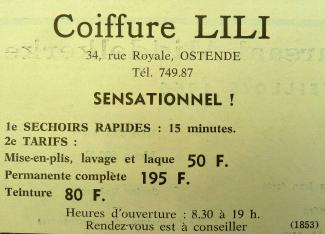 Coiffure LILI
34, rue Royale, OSTENDE
Tél. 749.87
SENSATIONNEL !
1e SECHOIRS RAPIDES : 15 minutes.
2e TARIFS :
Mise-en-plis, lavage et laque 50 F.
Permanente complète 195 F.
Teinture 80 F.
Heures d'ouverture : 8.30 à 19 h.
Rendez-vous est à conseiller (1853)